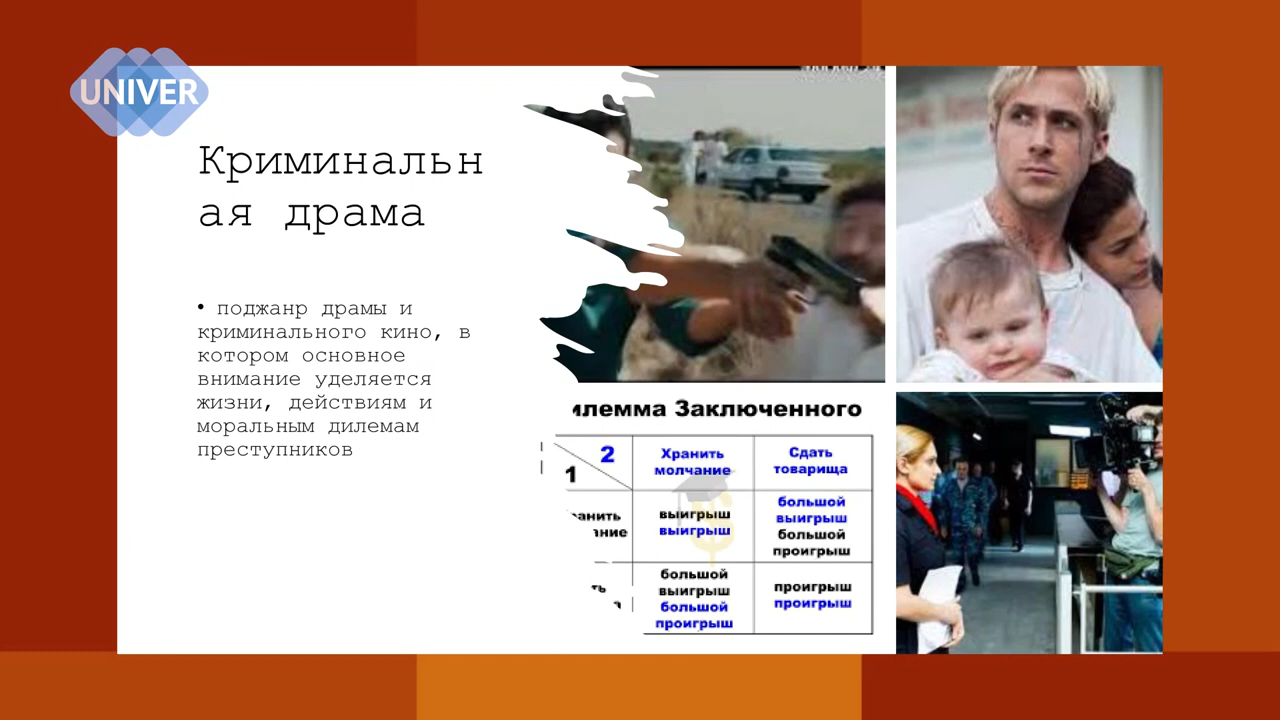 UNIVER
Криминальн
ая драма
• поджанр драмы и
криминального кино, в
котором основное
внимание уделяется
жизни, действиям и
моральным дилемам
преступников
илемма Заключенного
2
1
Хранить
молчание
Сдать
товарища
выигрыш
выигрыш
большой
выигрыш
большой
проигрыш
большой
выигрыш
большой
проигрыш
проигрыш
проигрыш